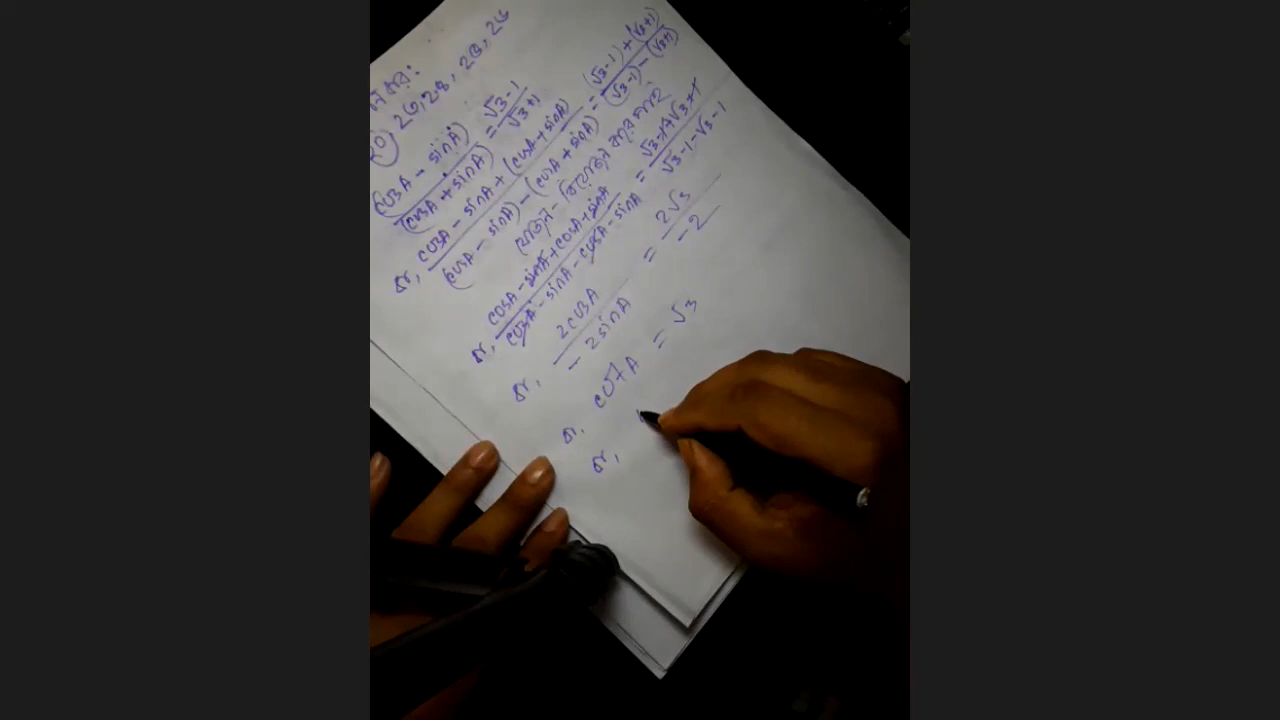 ২৩, ২৪, ২৫, ২৬
(cosA - sinA) / (cosA + sinA) = √3 - 1 / √3 + 1
বা, cosA - sinA + (cosA + sinA) / (cosA - sinA) - (cosA + sinA) = (√3 - 1) + (√3 + 1) / (√3 - 1) - (√3 + 1)
যোজন - বিয়োজন করে পাই
বা, cosA - sinA + cosA + sinA / cosA - sinA - cosA - sinA = √3 - 1 + √3 + 1 / √3 - 1 - √3 - 1
বা, 2cosA / - 2sinA = 2√3 / - 2
বা, cotA = √3
বা,